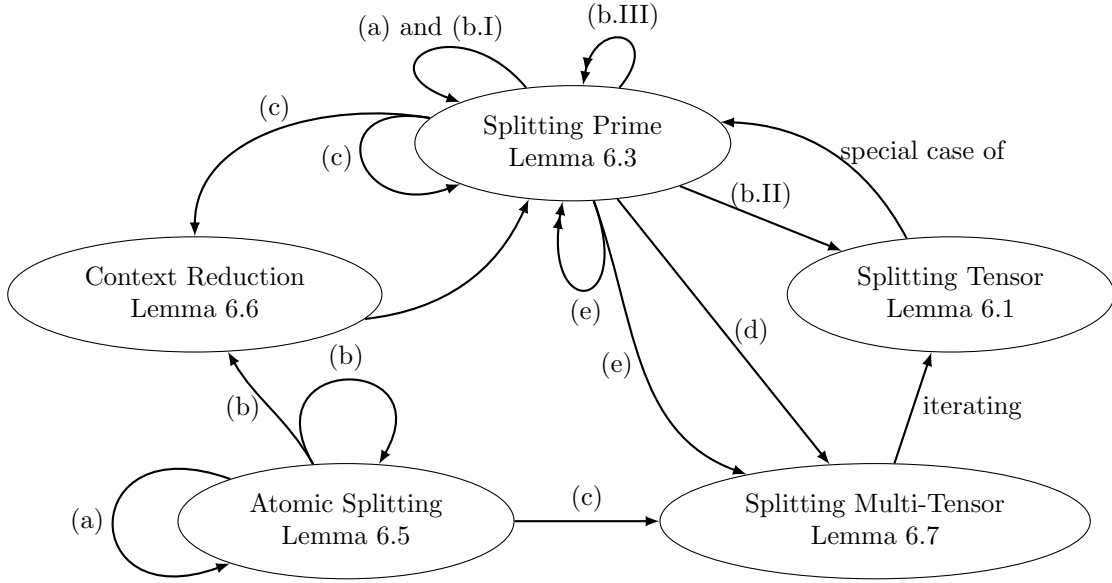 (a) and (b.I)
(b.III)
(c)
Splitting Prime
Lemma 6.3
(c)
special case of
(b.II)
Context Reduction
Lemma 6.6
Splitting Tensor
Lemma 6.1
(e)
(d)
(b)
(e)
(b)
iterating
Atomic Splitting
Lemma 6.5
(c)
Splitting Multi-Tensor
Lemma 6.7
(a)